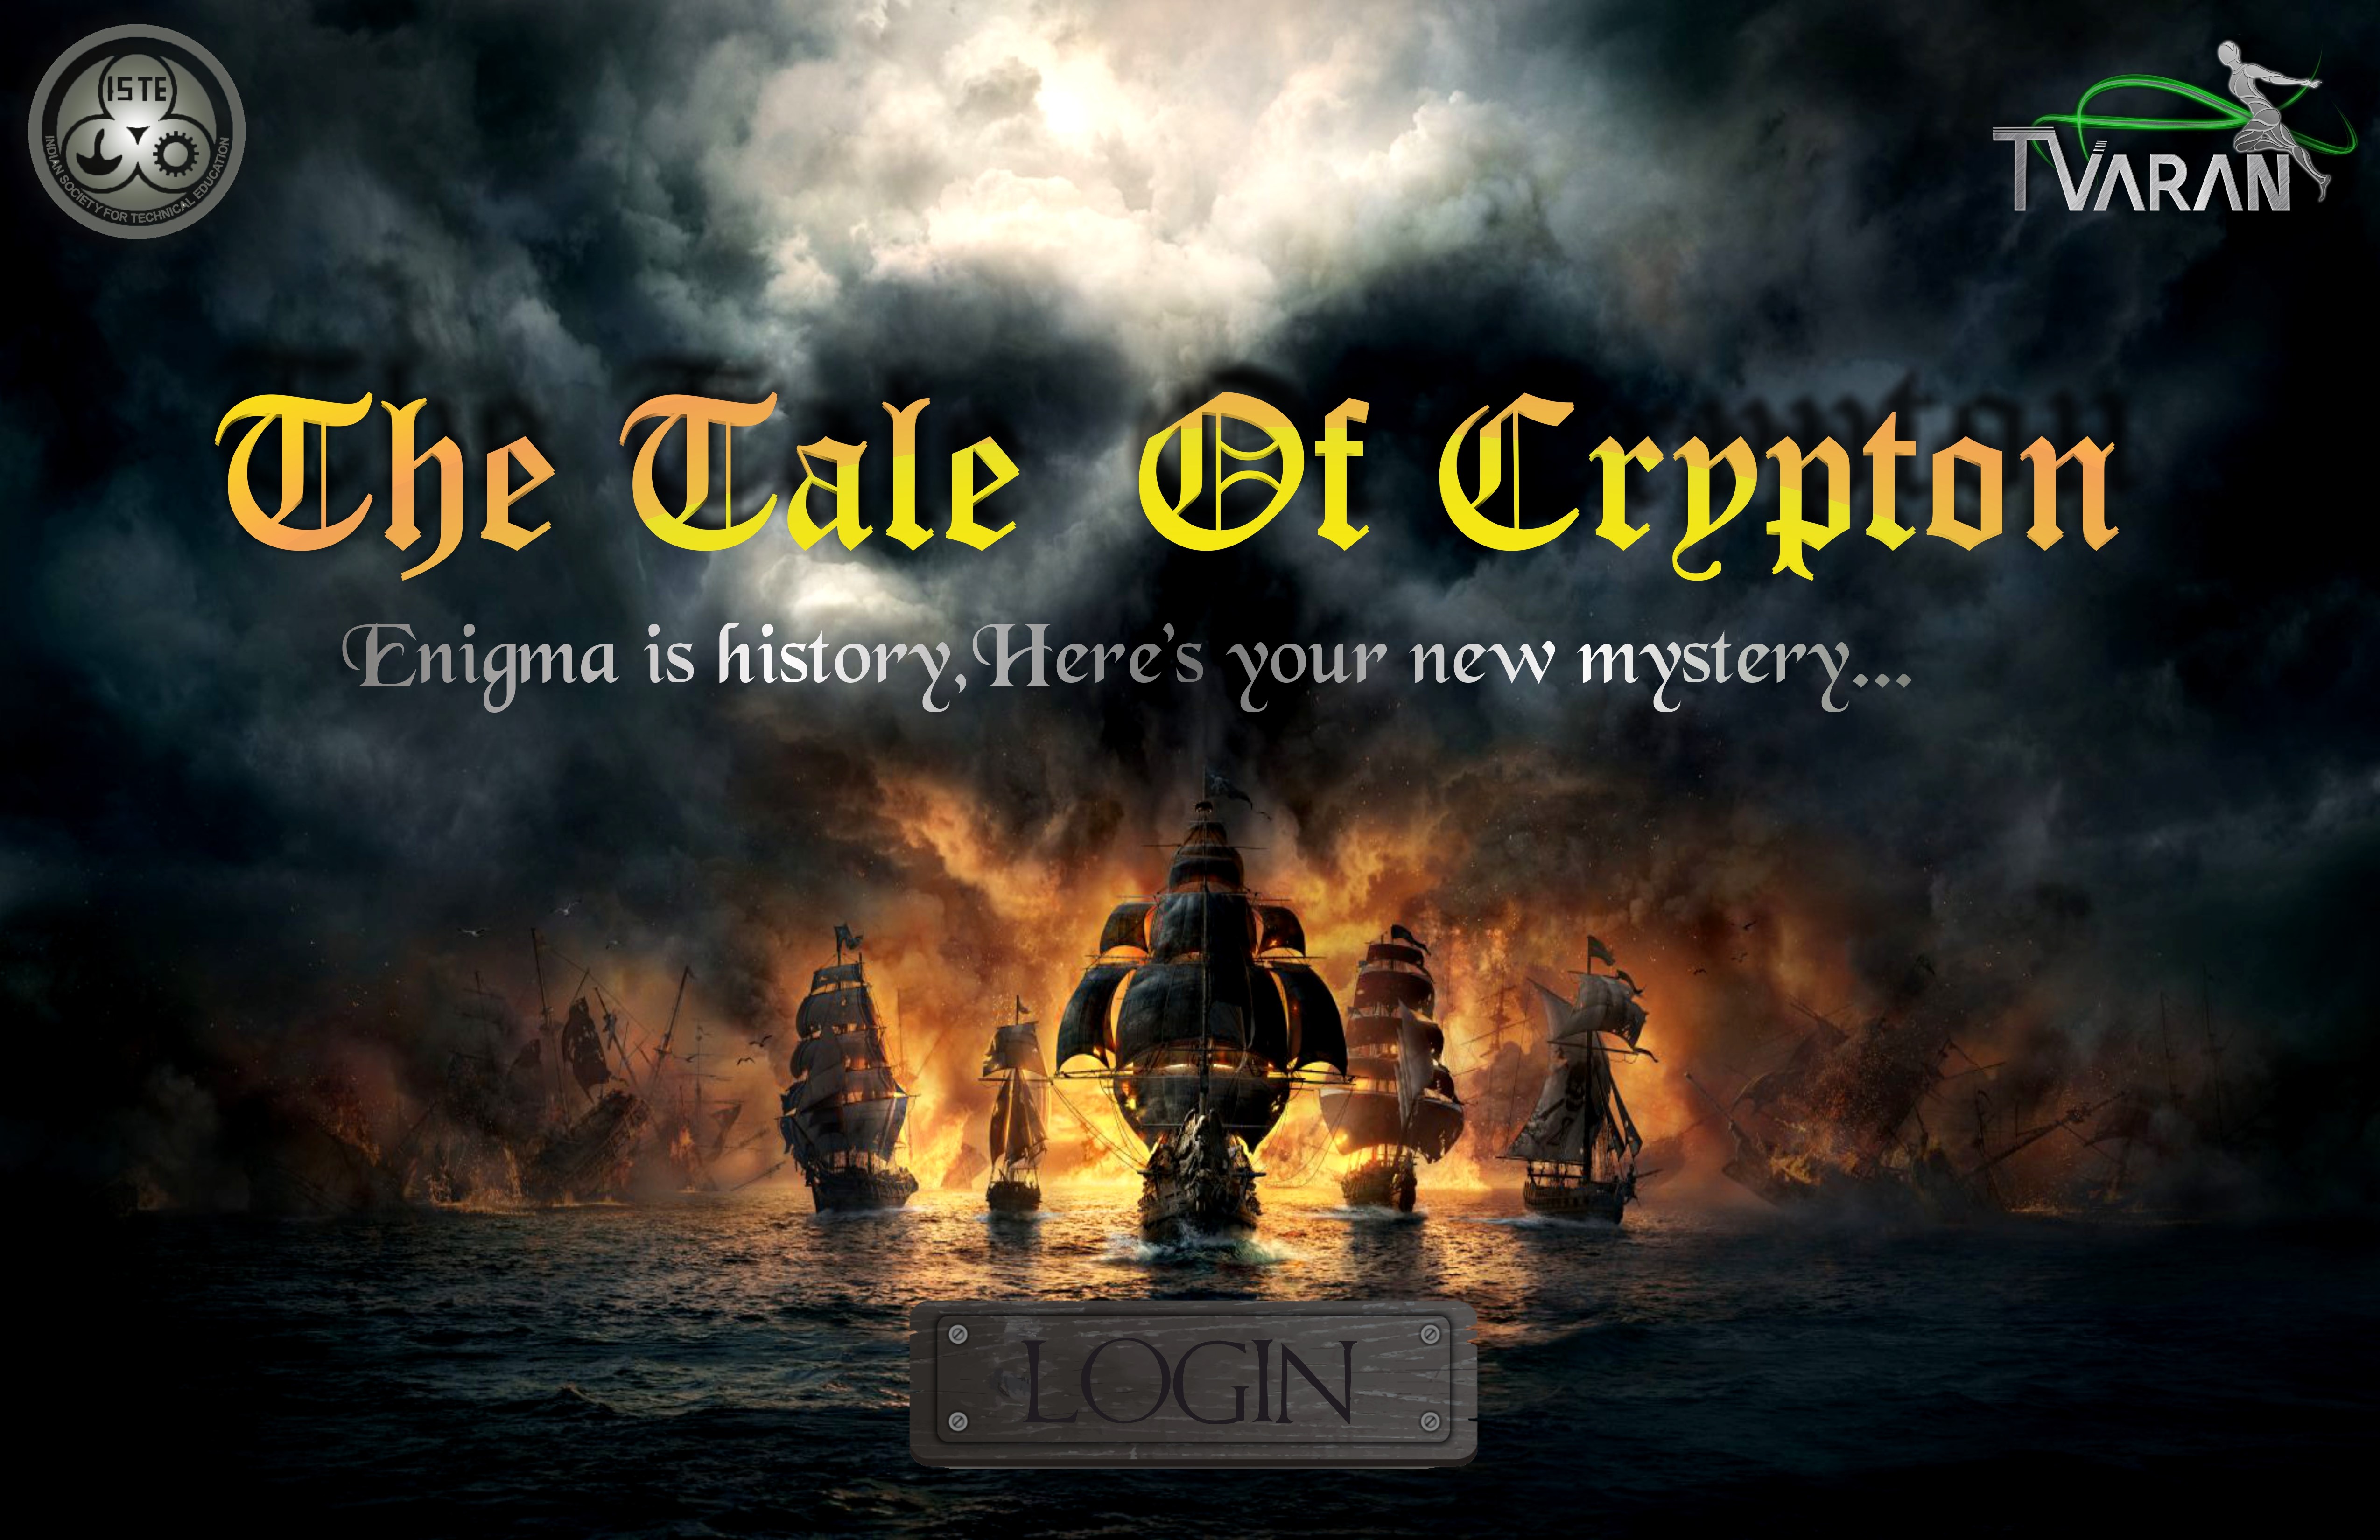 ISTE
INDIAN SOCIETY FOR TECHNICAL EDUCATION
TVARAN
The Tale Of Crypton
Enigma is history,Here's your new mystery...
LOGIN